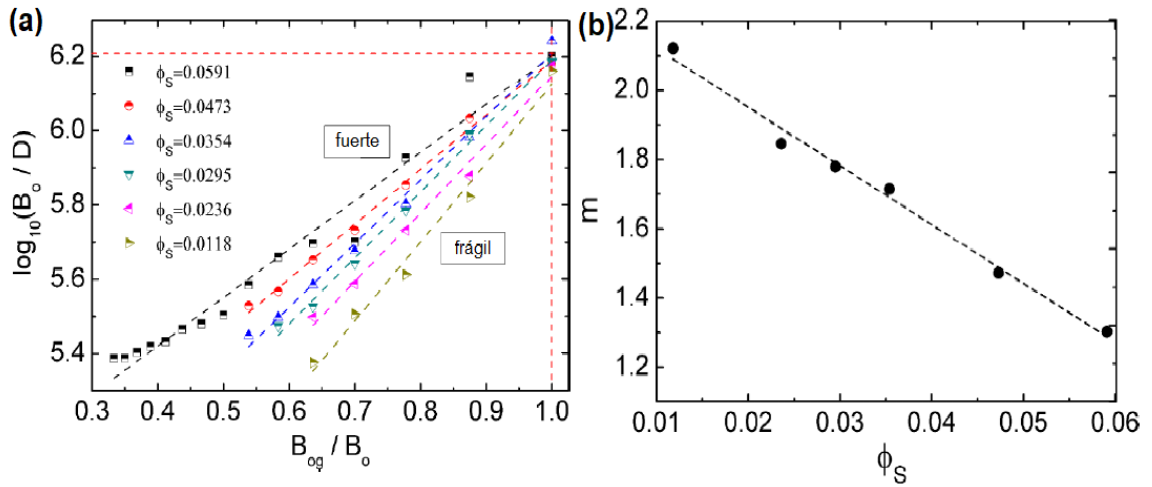 (a)
log₁₀(Bₒ / D)
6.2
6.0
5.8
5.6
5.4
ϕS=0.0591
ϕS=0.0473
ϕS=0.0354
ϕS=0.0295
ϕS=0.0236
ϕS=0.0118
fuerte
frágil
0.3 0.4 0.5 0.6 0.7 0.8 0.9 1.0
Bog / Bo
(b)
m
2.2
2.0
1.8
1.6
1.4
1.2
0.01 0.02 0.03 0.04 0.05 0.06
ϕS